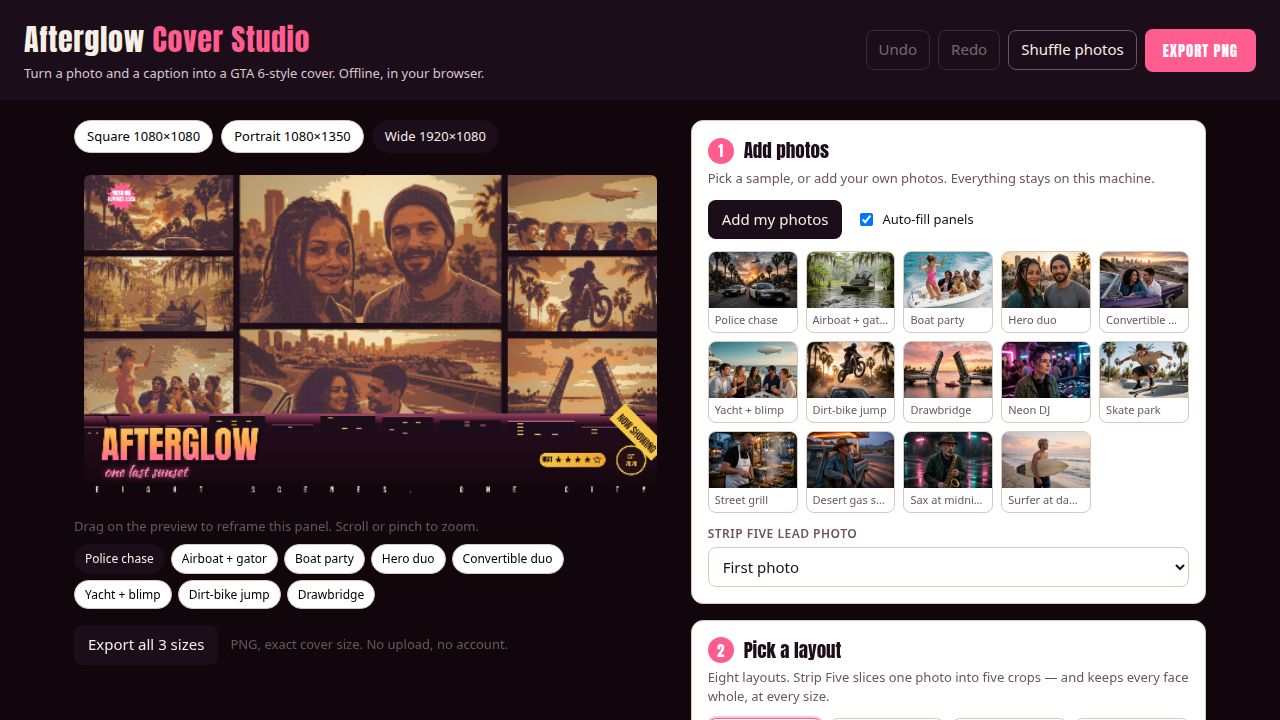 Afterglow Cover Studio
Turn a photo and a caption into a GTA 6-style cover. Offline, in your browser.
Undo
Redo
Shuffle photos
EXPORT PNG
Square 1080×1080
Portrait 1080×1350
Wide 1920×1080
AFTERGLOW
one last sunset
NOW SHOWING
HEAT ★★★★☆
EIGHT SCENES, ONE CITY
Drag on the preview to reframe this panel. Scroll or pinch to zoom.
Police chase
Airboat + gator
Boat party
Hero duo
Convertible duo
Yacht + blimp
Dirt-bike jump
Drawbridge
Export all 3 sizes
PNG, exact cover size. No upload, no account.
1 Add photos
Pick a sample, or add your own photos. Everything stays on this machine.
Add my photos
Auto-fill panels
Police chase
Airboat + gat...
Boat party
Hero duo
Convertible ...
Yacht + blimp
Dirt-bike jump
Drawbridge
Neon DJ
Skate park
Street grill
Desert gas s...
Sax at midni...
Surfer at da...
STRIP FIVE LEAD PHOTO
First photo
2 Pick a layout
Eight layouts. Strip Five slices one photo into five crops — and keeps every face
whole, at every size.